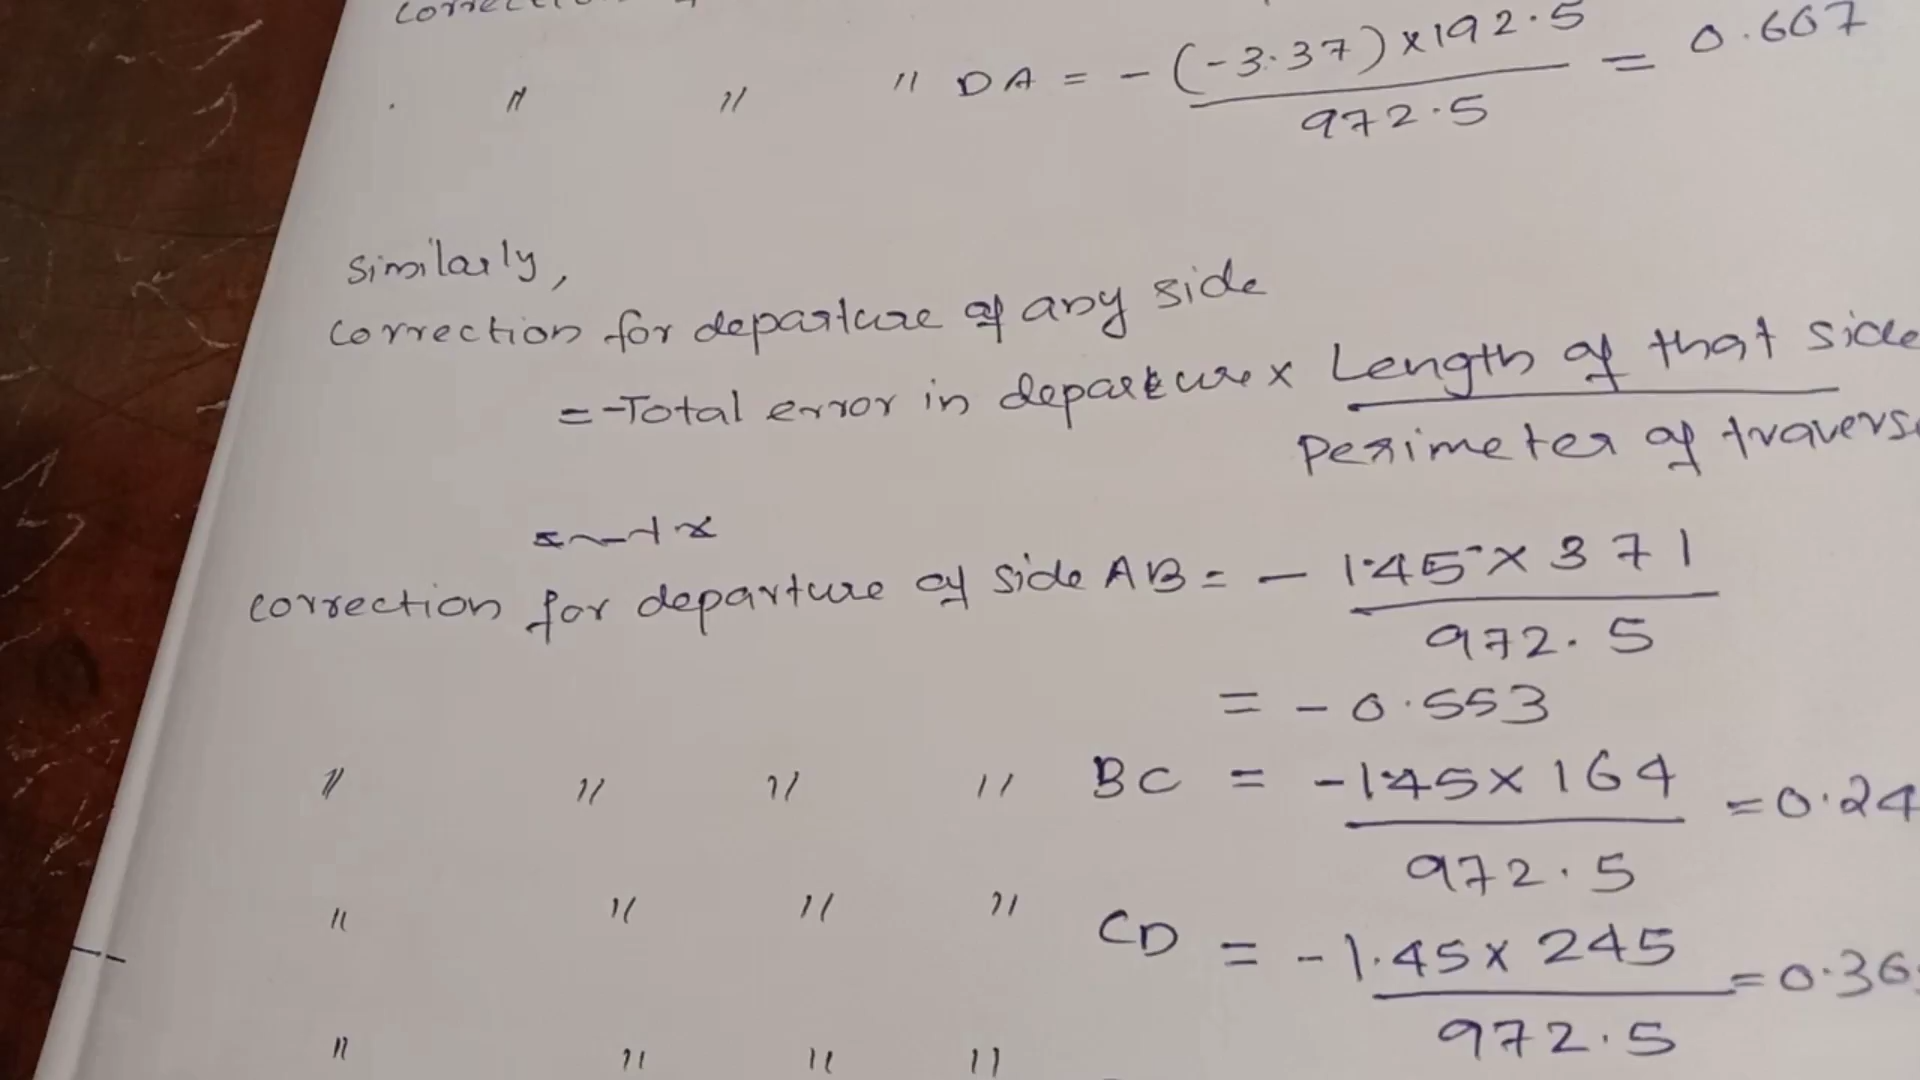 " " " DA = - (-3.37) × 192.5 / 972.5 = 0.667
Similarly,
correction for departure of any side
= -Total error in departure × Length of that side / Perimeter of travers
correction for departure of side AB = - 1.45 × 371 / 972.5
= - 0.553
" " " " BC = -1.45 × 164 / 972.5 = 0.24
" " " " CD = -1.45 × 245 / 972.5 = 0.36
" " " "